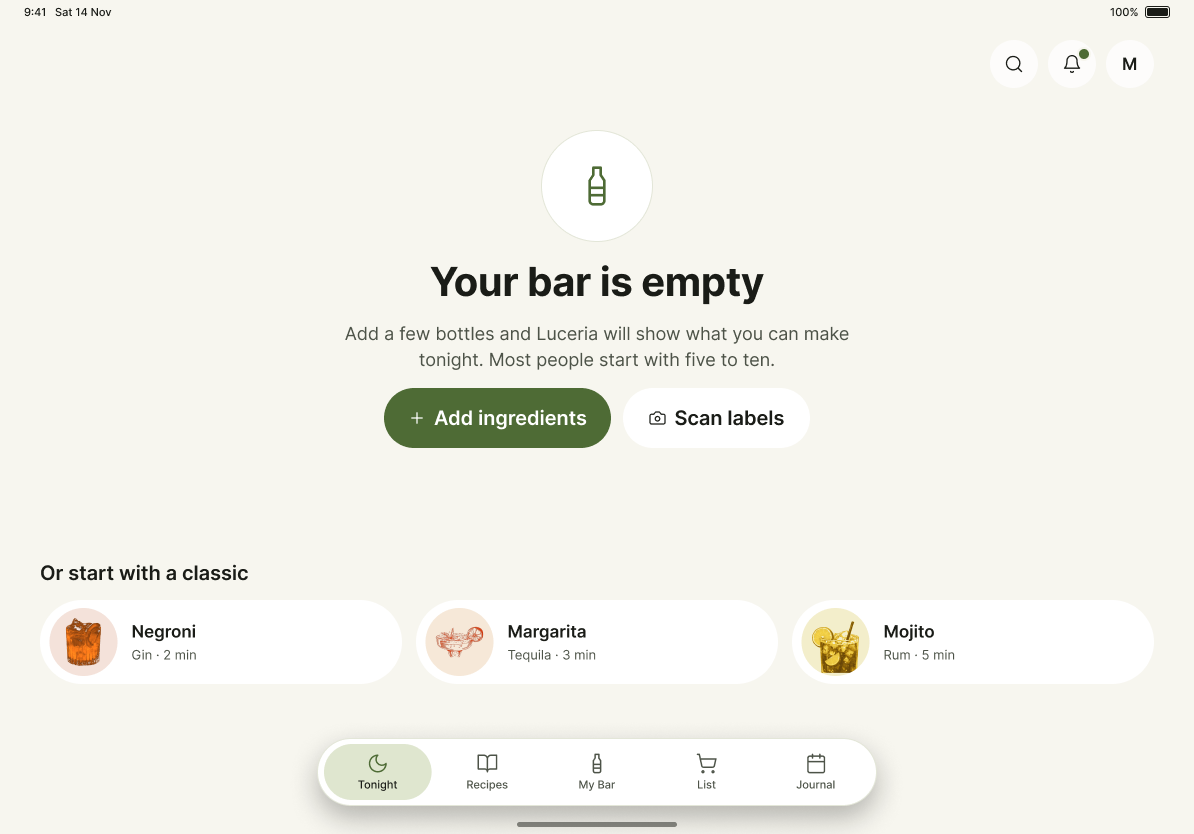 9:41 Sat 14 Nov
100%
M
Your bar is empty
Add a few bottles and Luceria will show what you can make
tonight. Most people start with five to ten.
Add ingredients
Scan labels
Or start with a classic
Negroni
Gin · 2 min
Margarita
Tequila · 3 min
Mojito
Rum · 5 min
Tonight
Recipes
My Bar
List
Journal